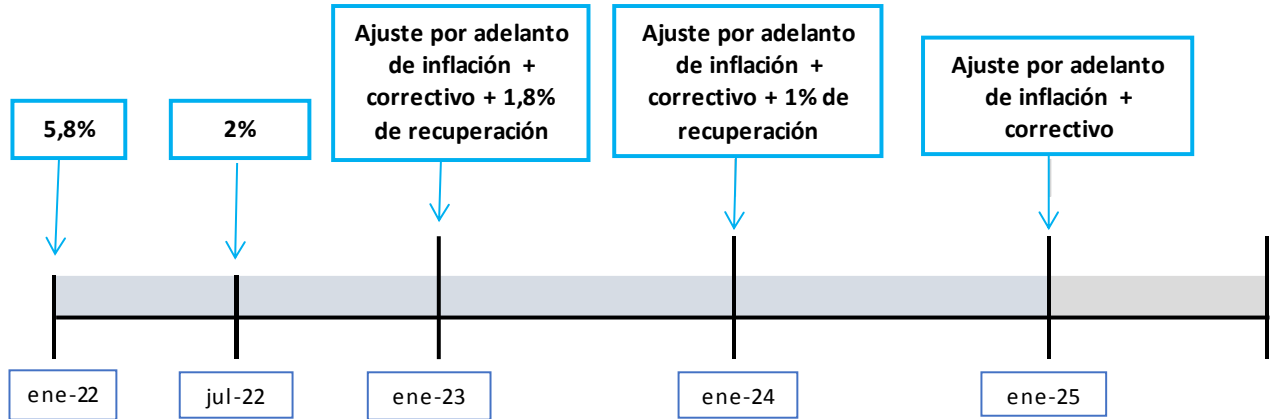 5,8%
2%
Ajuste por adelanto
de inflación +
correctivo + 1,8%
de recuperación
Ajuste por adelanto
de inflación +
correctivo + 1% de
recuperación
Ajuste por adelanto
de inflación +
correctivo
ene-22
jul-22
ene-23
ene-24
ene-25